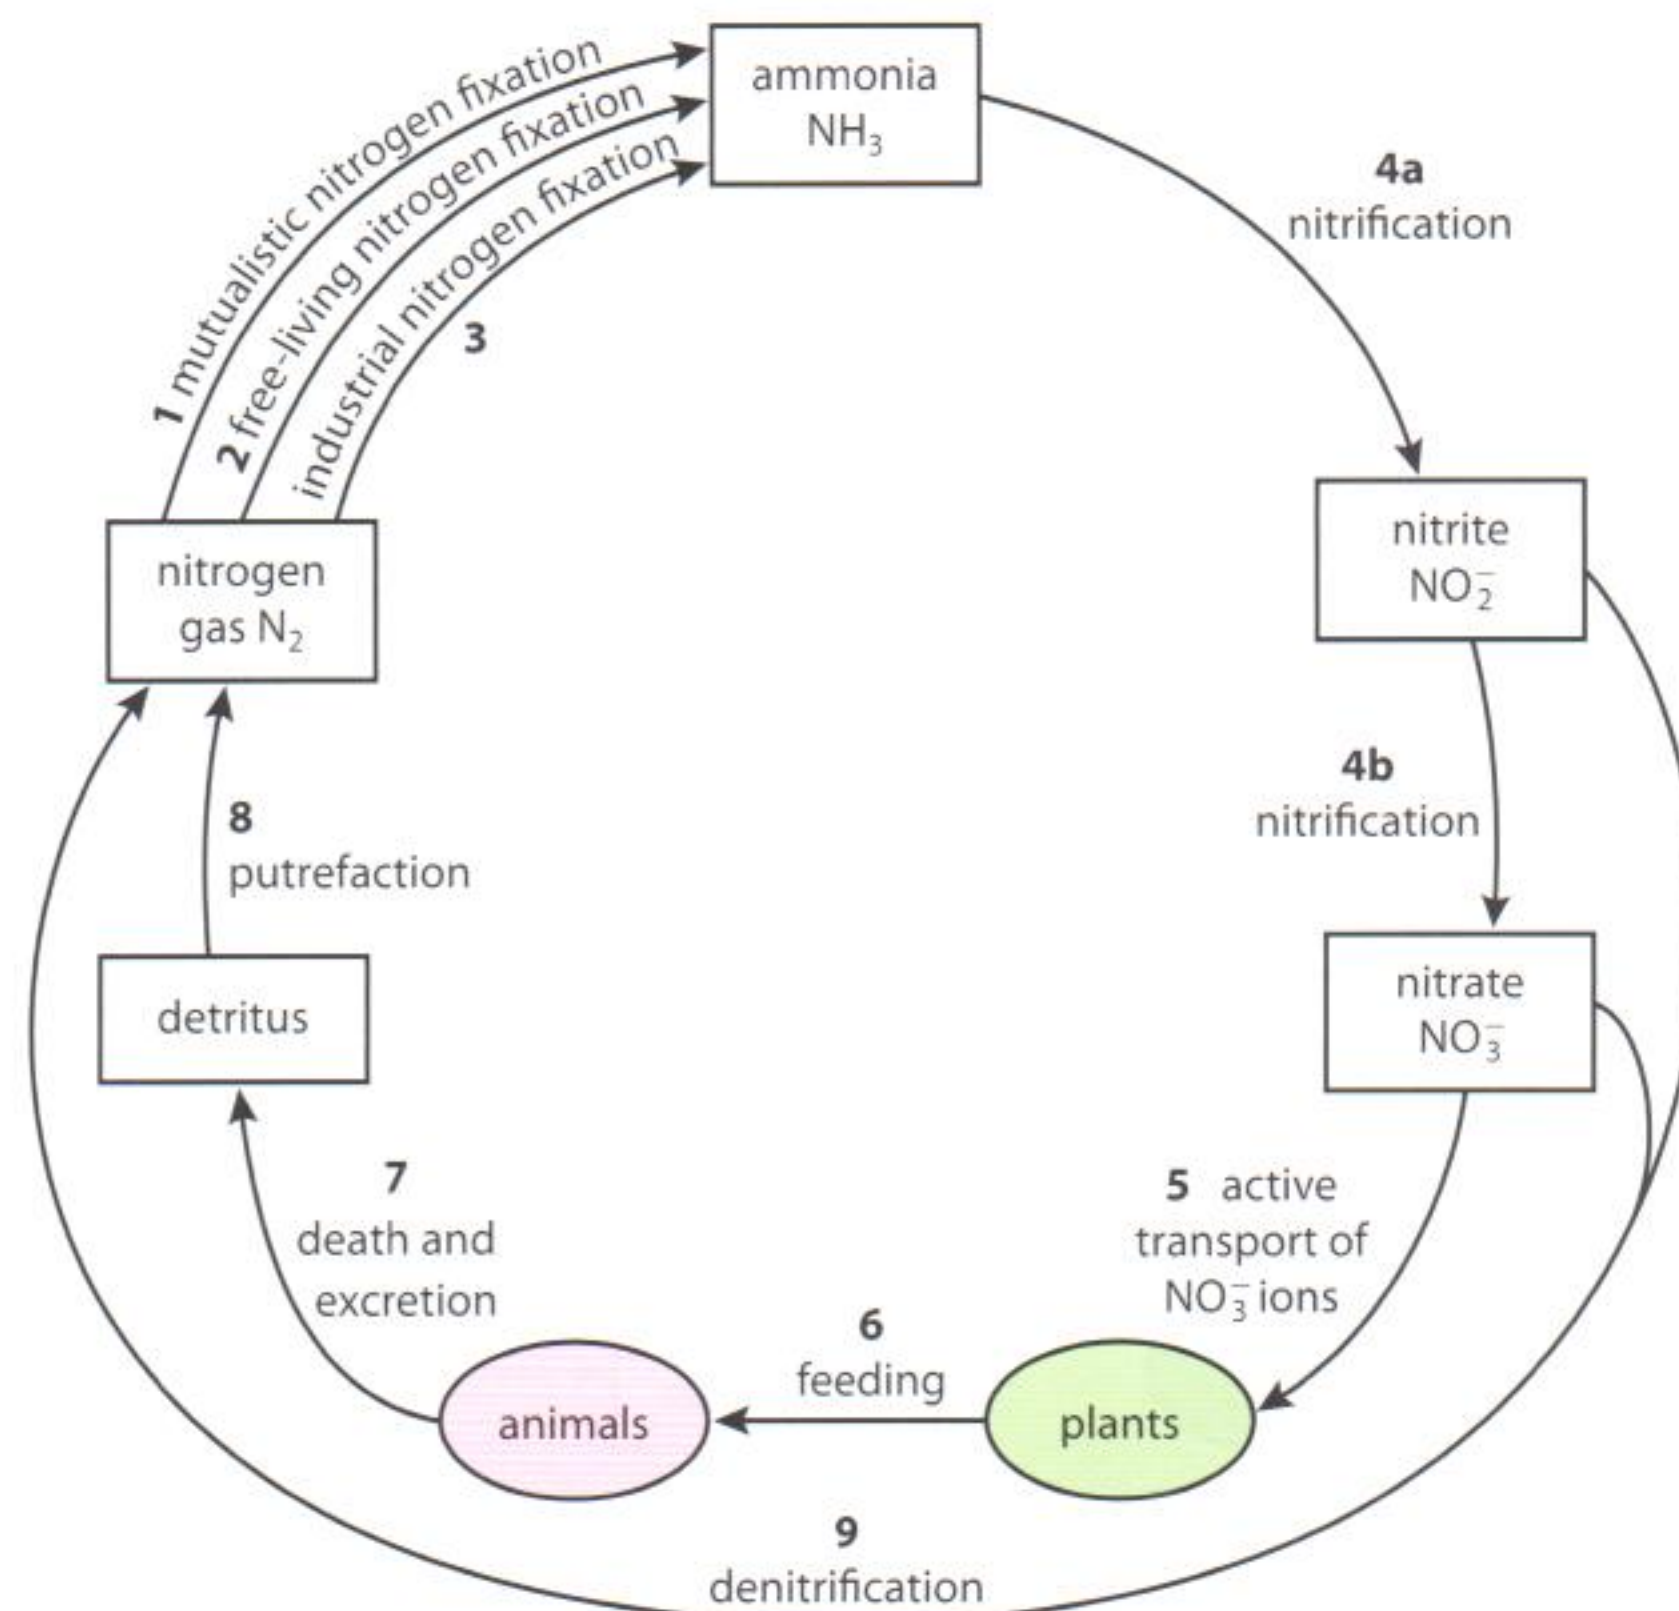 1 mutualistic nitrogen fixation
2 free-living nitrogen fixation
industrial nitrogen fixation
3
ammonia
NH₃
4a
nitrification
nitrogen
gas N₂
nitrite
NO₂⁻
4b
nitrification
8
putrefaction
detritus
nitrate
NO₃⁻
7
death and
excretion
5 active
transport of
NO₃⁻ ions
6
feeding
animals
plants
9
denitrification